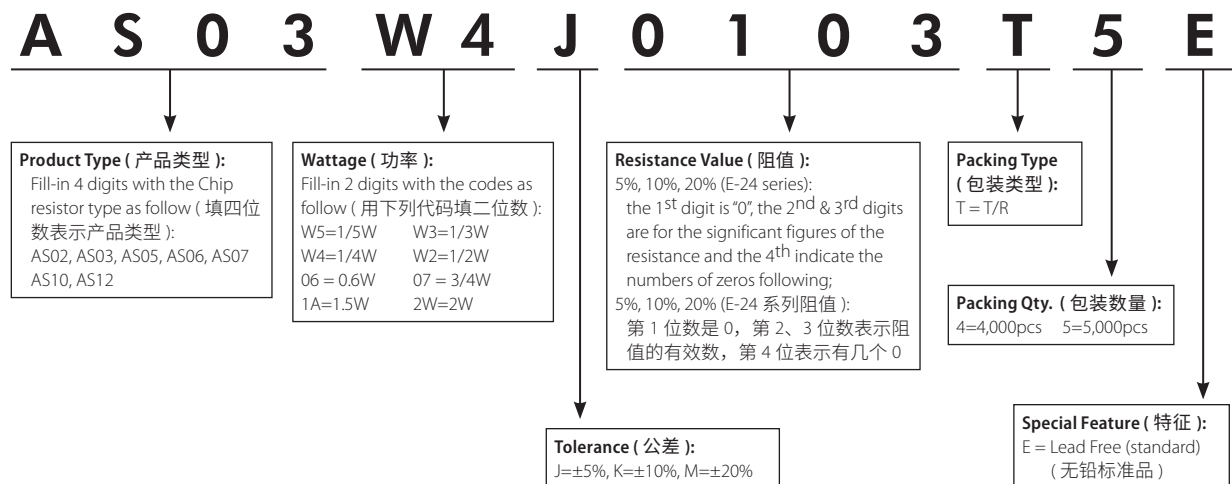 A S 0 3 W 4 J 0 1 0 3 T 5 E
Product Type ( 产品类型 ):
Fill-in 4 digits with the Chip
resistor type as follow ( 填四位
数表示产品类型 ):
AS02, AS03, AS05, AS06, AS07
AS10, AS12
Wattage ( 功率 ):
Fill-in 2 digits with the codes as
follow ( 用下列代码填二位数 ):
W5=1/5W W3=1/3W
W4=1/4W W2=1/2W
06 = 0.6W 07 = 3/4W
1A=1.5W 2W=2W
Resistance Value ( 阻值 ):
5%, 10%, 20% (E-24 series):
the 1st digit is “0”, the 2nd & 3rd digits
are for the significant figures of the
resistance and the 4th indicate the
numbers of zeros following;
5%, 10%, 20% (E-24 系列阻值 ):
第 1 位数是 0，第 2、3 位数表示阻
值的有效数，第 4 位表示有几个 0
Packing Type
( 包装类型 ):
T = T/R
Packing Qty. ( 包装数量 ):
4=4,000pcs 5=5,000pcs
Tolerance ( 公差 ):
J=±5%, K=±10%, M=±20%
Special Feature ( 特征 ):
E = Lead Free (standard)
( 无铅标准品 )